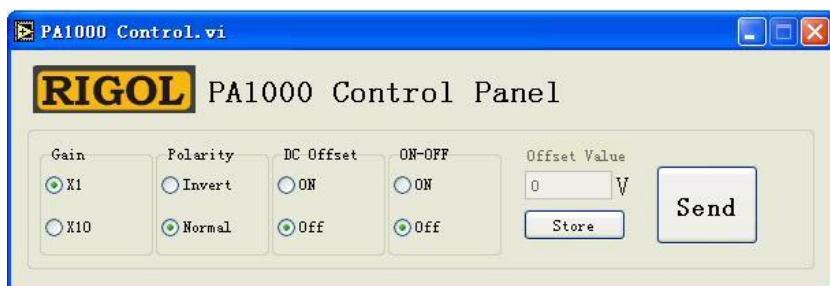 PA1000 Control.vi
RIGOL PA1000 Control Panel
Gain Polarity DC Offset ON-OFF Offset Value
X1 Invert ON ON 0 V
X10 Normal Off Off Store
Send